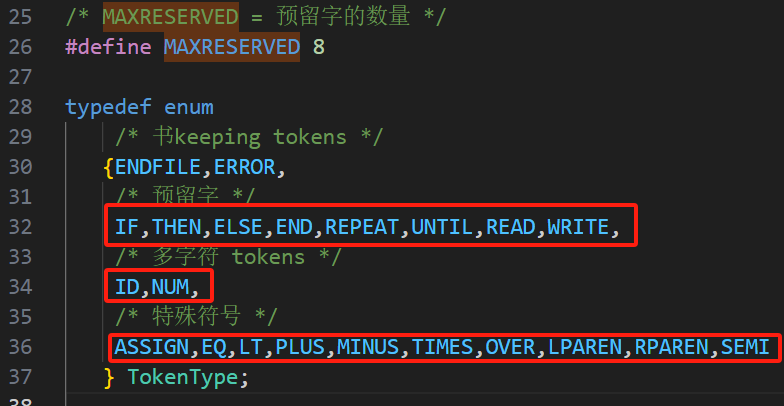 25 /* MAXRESERVED = 预留字的数量 */
26 #define MAXRESERVED 8
27
28 typedef enum
29 /* 书keeping tokens */
30 {ENDFILE,ERROR,
31 /* 预留字 */
32 IF,THEN,ELSE,END,REPEAT,UNTIL,READ,WRITE,
33 /* 多字符 tokens */
34 ID,NUM,
35 /* 特殊符号 */
36 ASSIGN,EQ,LT,PLUS,MINUS,TIMES,OVER,LPAREN,RPAREN,SEMI
37 } TokenType;
38